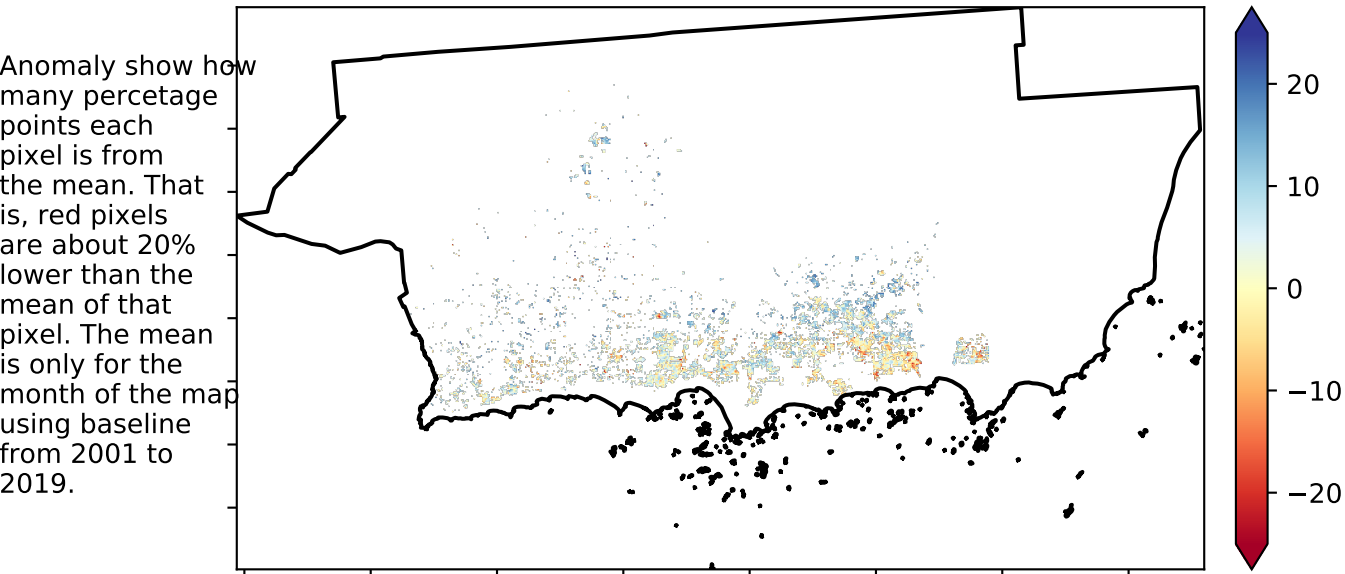 Anomaly show how
many percetage
points each
pixel is from
the mean. That
is, red pixels
are about 20%
lower than the
mean of that
pixel. The mean
is only for the
month of the map
using baseline
from 2001 to
2019.
20
10
0
−10
−20